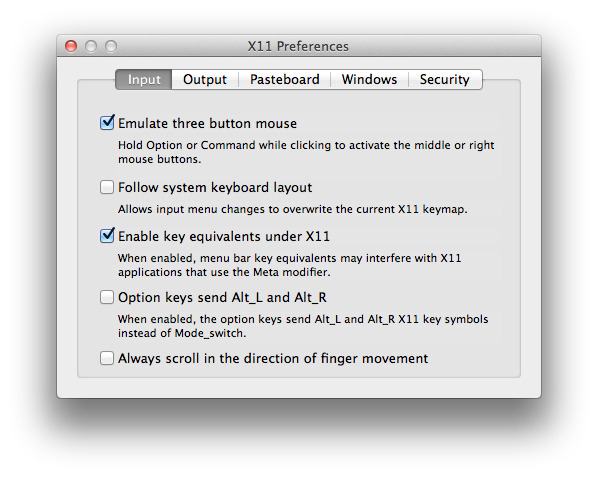 X11 Preferences
Input Output Pasteboard Windows Security
Emulate three button mouse
Hold Option or Command while clicking to activate the middle or right
mouse buttons.
Follow system keyboard layout
Allows input menu changes to overwrite the current X11 keymap.
Enable key equivalents under X11
When enabled, menu bar key equivalents may interfere with X11
applications that use the Meta modifier.
Option keys send Alt_L and Alt_R
When enabled, the option keys send Alt_L and Alt_R X11 key symbols
instead of Mode_switch.
Always scroll in the direction of finger movement